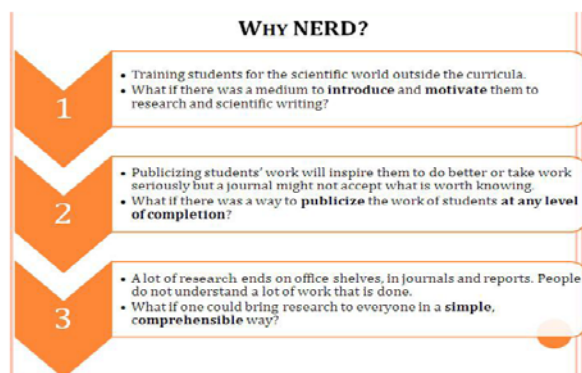 WHY NERD?
1
• Training students for the scientific world outside the curricula.
• What if there was a medium to introduce and motivate them to
research and scientific writing?
2
• Publicizing students' work will inspire them to do better or take work
seriously but a journal might not accept what is worth knowing.
• What if there was a way to publicize the work of students at any level
of completion?
3
• A lot of research ends on office shelves, in journals and reports. People
do not understand a lot of work that is done.
• What if one could bring research to everyone in a simple,
comprehensible way?